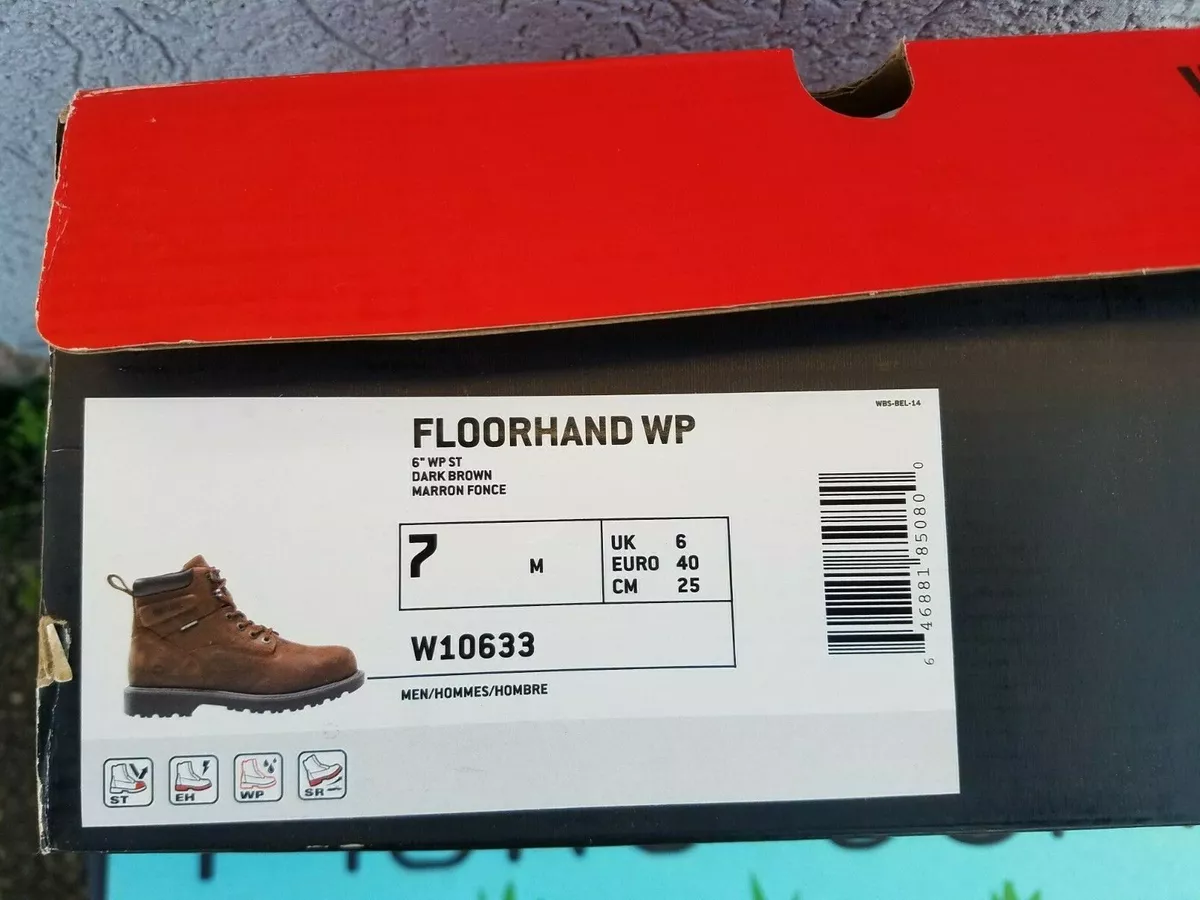 WBS-BEL-14
FLOORHAND WP
6" WP ST
DARK BROWN
MARRON FONCE
7 M
UK 6
EURO 40
CM 25
W10633
MEN/HOMMES/HOMBRE
6 46881 85080 0
ST EH WP SR